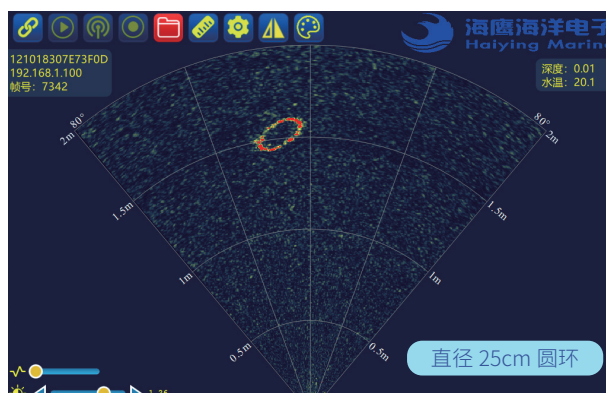 海鹰海洋电子
Haiying Marine
121018307E73F0D
192.168.1.100
帧号：7342
深度：0.01
水温：20.1
80°
80°
2m
2m
1.5m
1.5m
1m
1m
0.5m
0.5m
直径 25cm 圆环